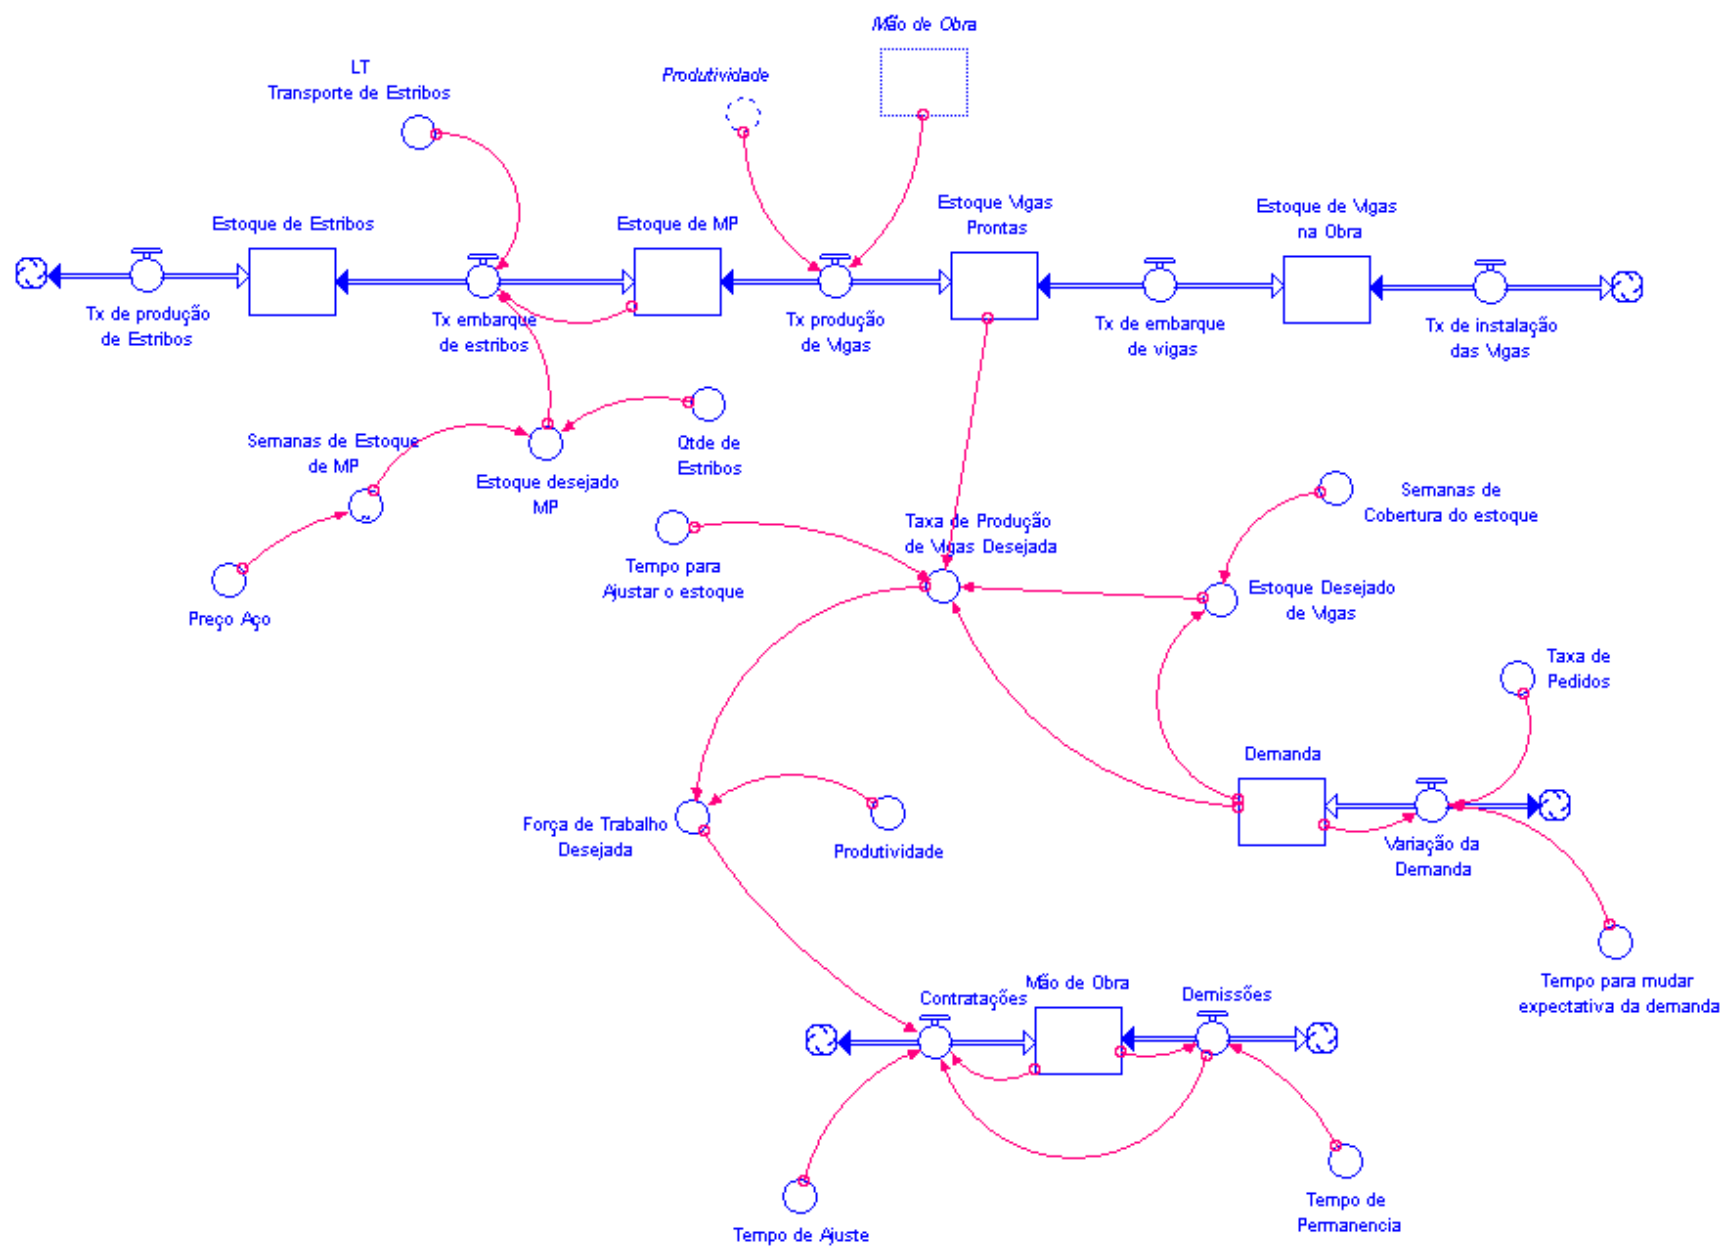 Mão de Obra
LT
Transporte de Estribos
Produtividade
Estoque de Estribos
Estoque de MP
Estoque Vigas
Prontas
Estoque de Vigas
na Obra
Tx de produção
de Estribos
Tx embarque
de estribos
Tx produção
de Vigas
Tx de embarque
de vigas
Tx de instalação
das Vigas
Semanas de Estoque
de MP
Estoque desejado
MP
Qtde de
Estribos
Semanas de
Cobertura do estoque
Taxa de Produção
de Vigas Desejada
Tempo para
Ajustar o estoque
Preço Aço
Estoque Desejado
de Vigas
Taxa de
Pedidos
Demanda
Força de Trabalho
Desejada
Produtividade
Variação da
Demanda
Tempo para mudar
expectativa da demanda
Contratações
Mão de Obra
Demissões
Tempo de Ajuste
Tempo de
Permanencia